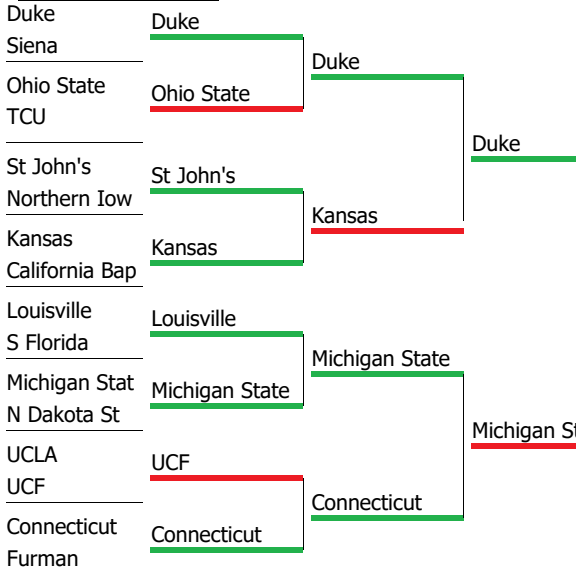 Duke
Siena
Ohio State
TCU
St John's
Northern Iow
Kansas
California Bap
Louisville
S Florida
Michigan Stat
N Dakota St
UCLA
UCF
Connecticut
Furman
Duke
Ohio State
St John's
Kansas
Louisville
Michigan State
UCF
Connecticut
Duke
Kansas
Michigan State
Connecticut
Duke
Michigan St